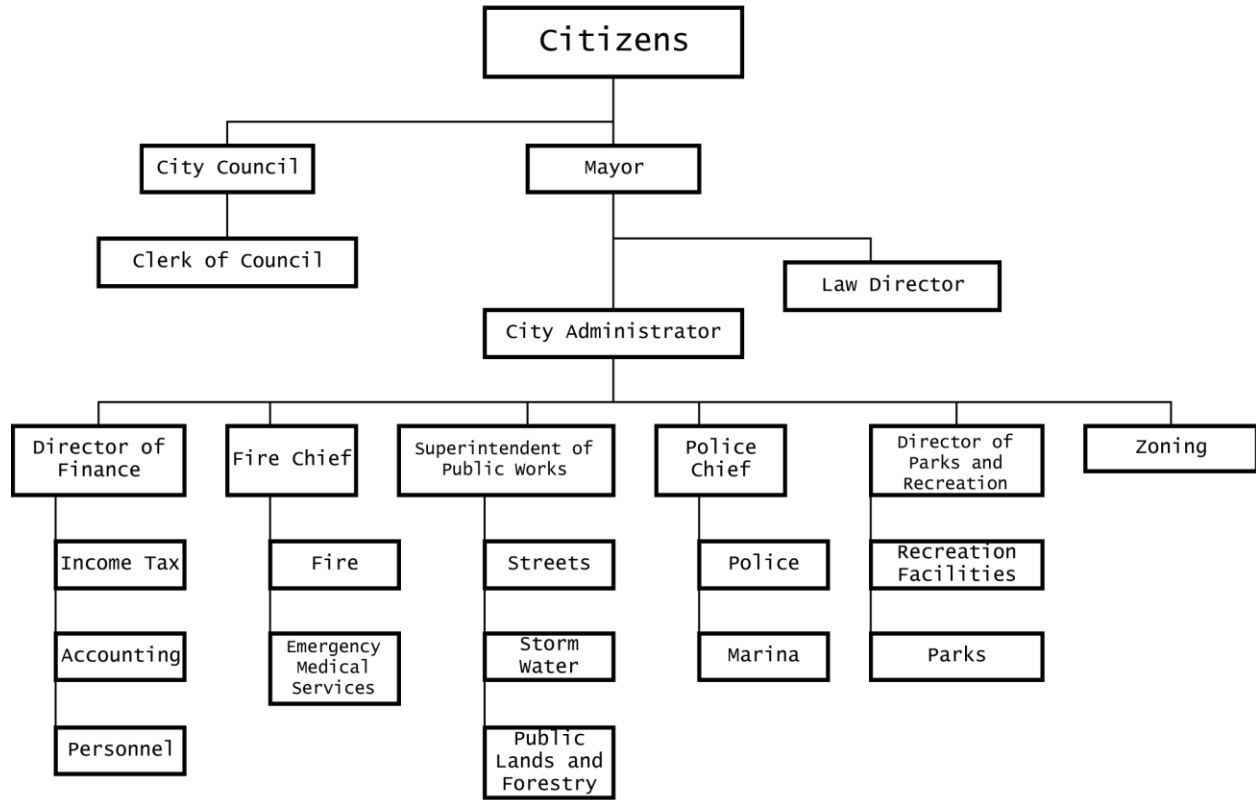 Citizens
City Council
Mayor
Clerk of Council
Law Director
City Administrator
Director of
Finance
Fire Chief
Superintendent of
Public Works
Police
Chief
Director of
Parks and
Recreation
Zoning
Income Tax
Fire
Streets
Police
Recreation
Facilities
Accounting
Emergency
Medical
Services
Storm
Water
Marina
Parks
Personnel
Public
Lands and
Forestry